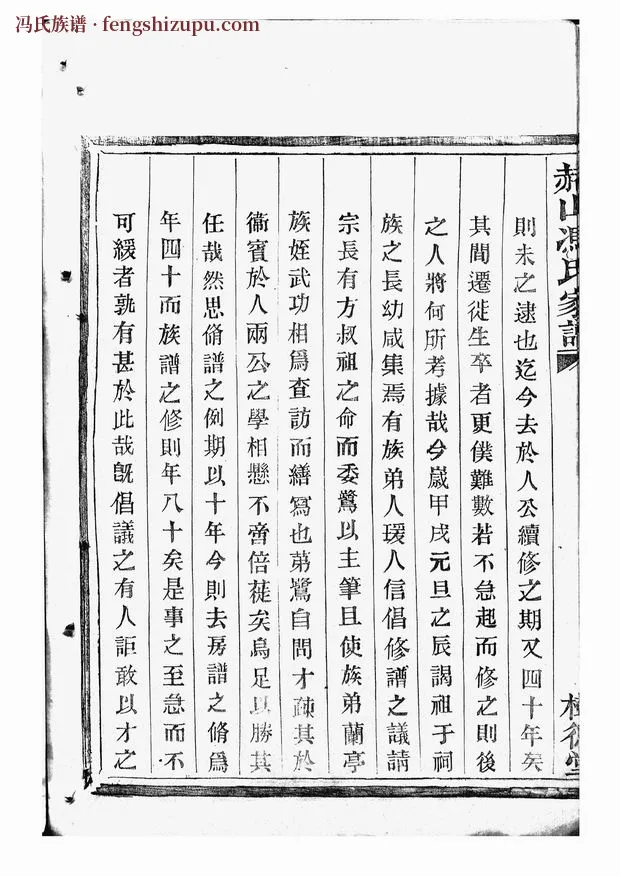 冯氏族谱 · fengshizupu.com
赫山馮氏家譜
則未之逮也迄今去於人公續修之期又四十年矣
其間遷徙生卒者更僕難數若不急起而修之則後
之人將何所考據哉今歲甲戌元旦之辰謁祖于祠
族之長幼咸集焉有族弟人瑗人信倡修譜之議請
宗長有方叔祖之命而委鷺以主筆且使族弟蘭亭
族姪武功相爲查訪而繕寫也苐鷺自問才疎其於
衞賓於人兩公之學相懸不啻倍蓰矣烏足以勝其
任哉然思脩譜之例期以十年今則去房譜之脩爲
年四十而族譜之修則年八十矣是事之至急而不
可緩者孰有甚於此哉旣倡議之有人詎敢以才之